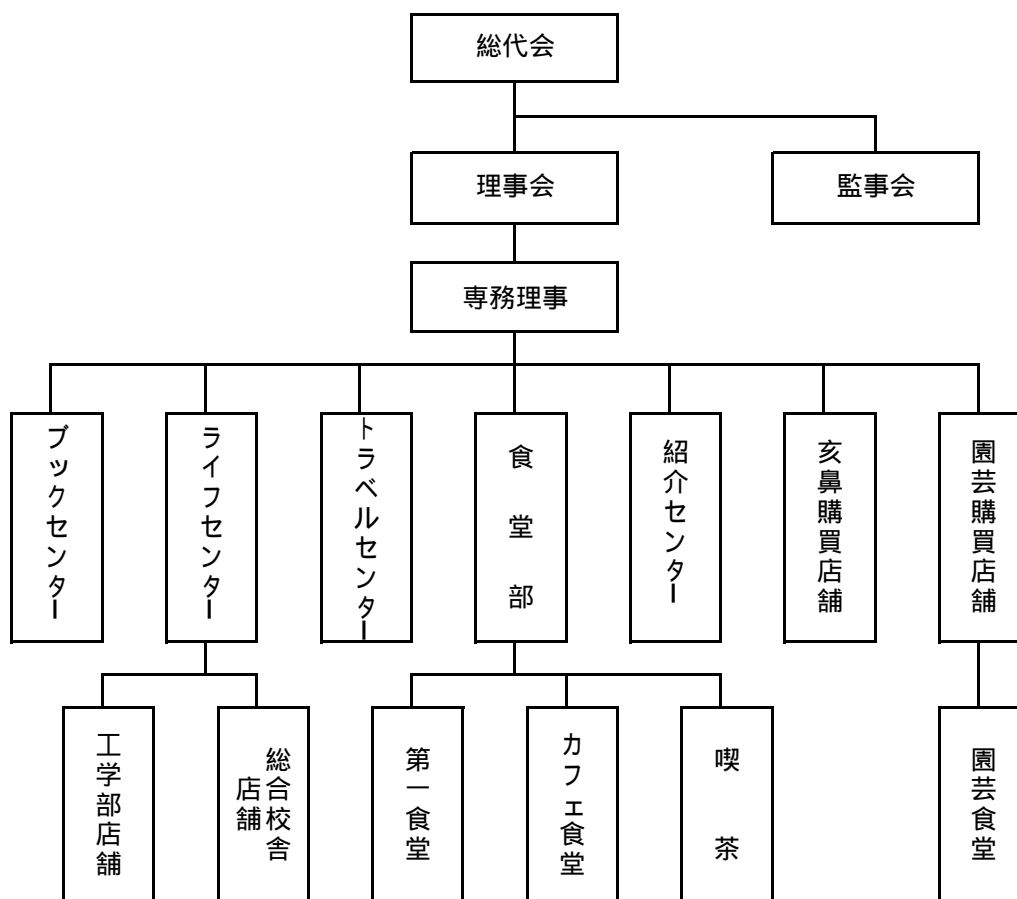 総代会
理事会
監事会
専務理事
ブックセンター
ライフセンター
トラベルセンター
食堂部
紹介センター
亥鼻購買店舗
園芸購買店舗
工学部店舗
総合校舎
店舗
第一食堂
カフェ食堂
喫茶
園芸食堂